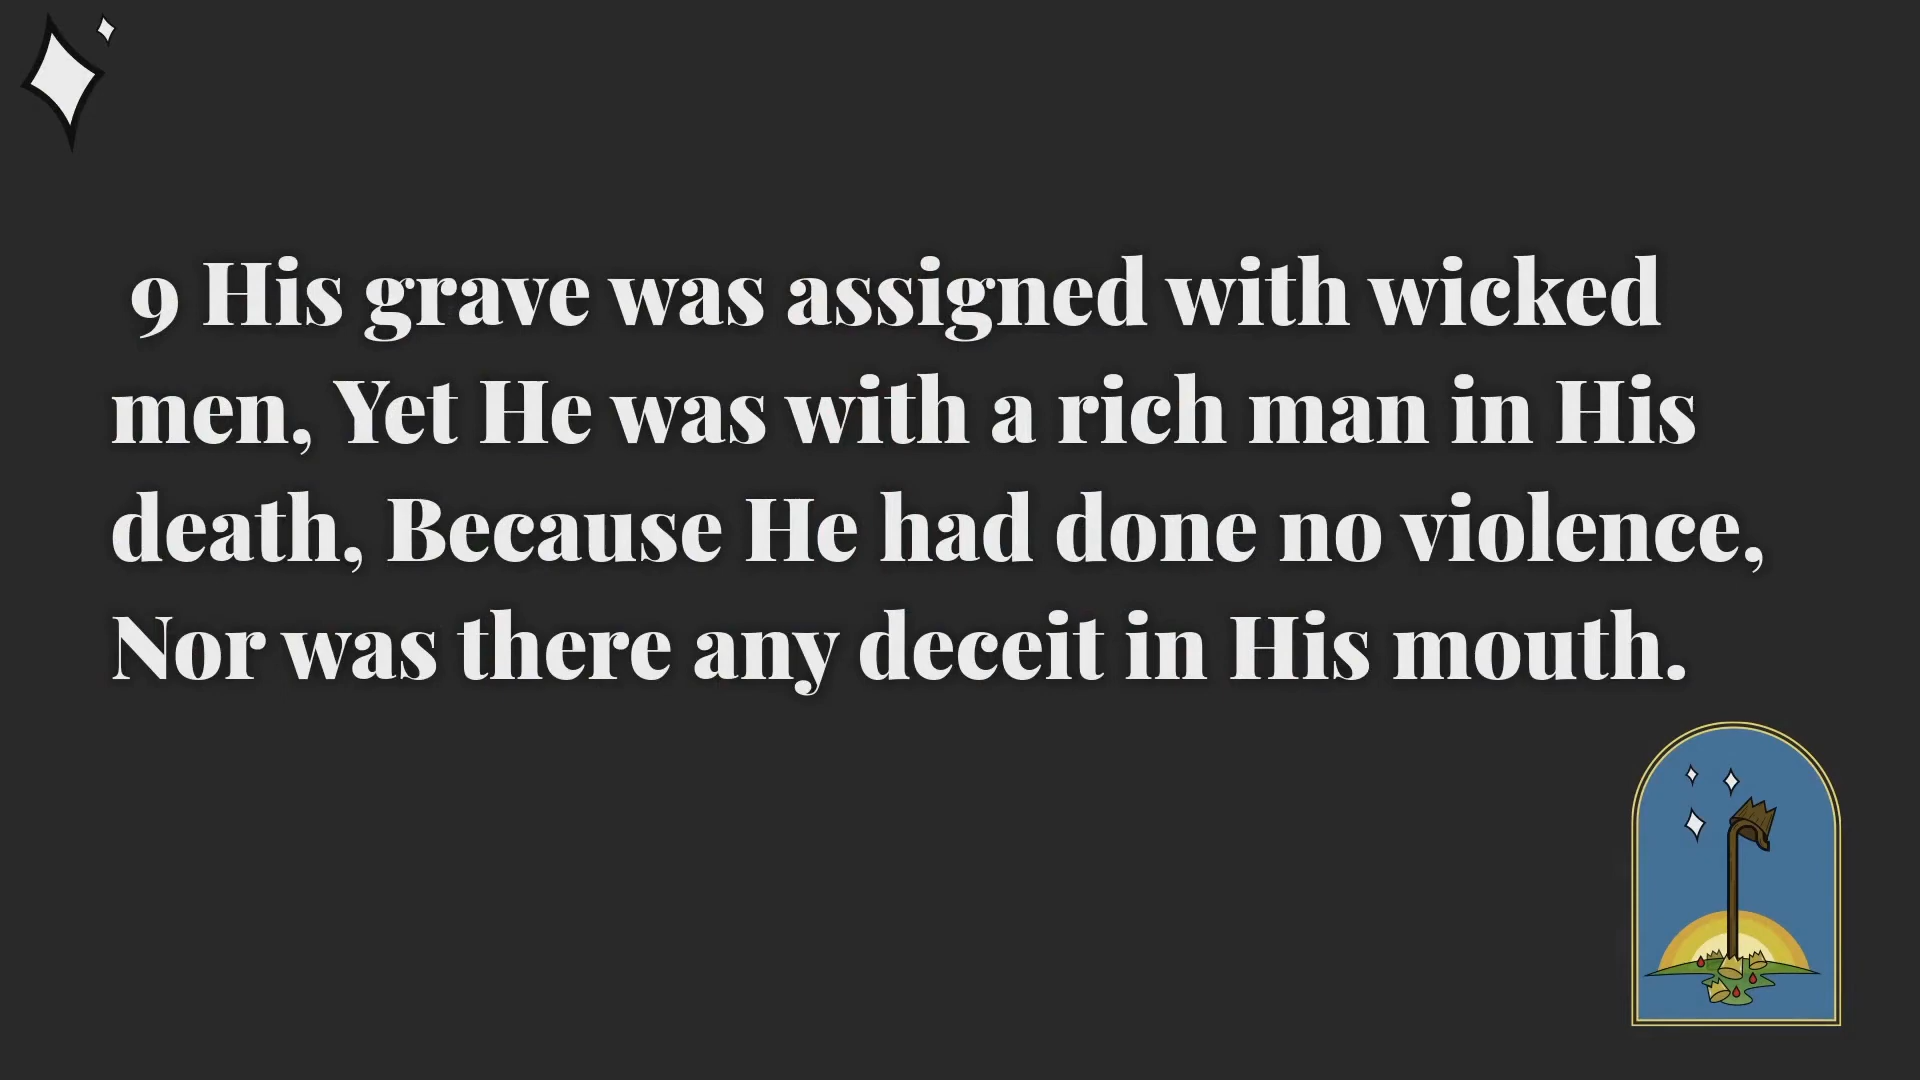 9 His grave was assigned with wicked
men, Yet He was with a rich man in His
death, Because He had done no violence,
Nor was there any deceit in His mouth.